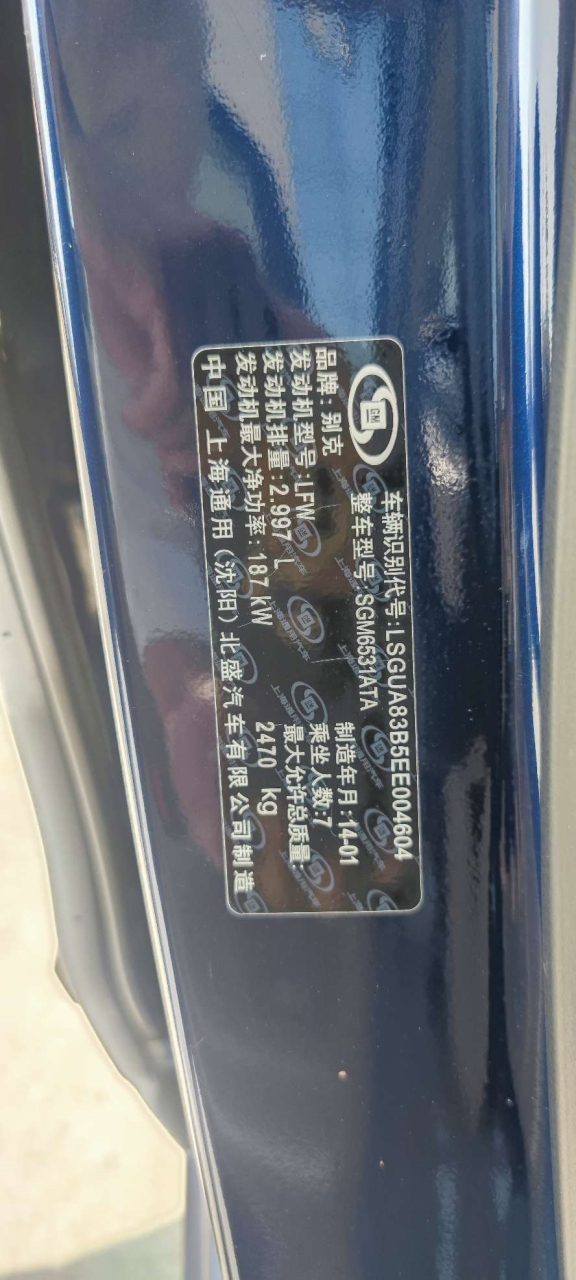 GM
车辆识别代号:LSGUA83B5EE004604
整车型号:SGM6531ATA
品牌:别克 制造年月:14-01
发动机型号:LFW 乘坐人数:7
发动机排量:2.997 L 最大允许总质量:
发动机最大净功率:187 kW 2470 kg
中国 上海通用(沈阳)北盛汽车有限公司制造